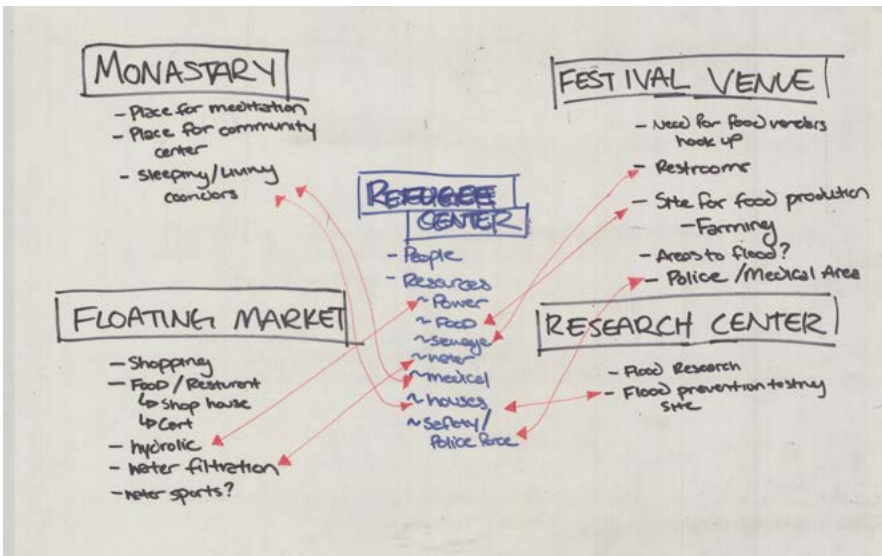 MONASTARY
- Place for meditation
- Place for community
center
- Sleeping/Living
cooridors
FLOATING MARKET
- Shopping
- Food / Resturent
↳ Shop house
↳ Cart
- hydrolic
- water filtration
- water sports?
REFUGEE
CENTER
- People
- Resources
~ Power
~ Food
~ sewage
~ water
~ medical
~ houses
~ Safety/
Police force
FESTIVAL VENUE
- Need for food vendors
hook up
- Restrooms
- Site for food production
- Farming
- Areas to flood?
- Police / Medical Area
RESEARCH CENTER
- Flood Research
- Flood prevention
site